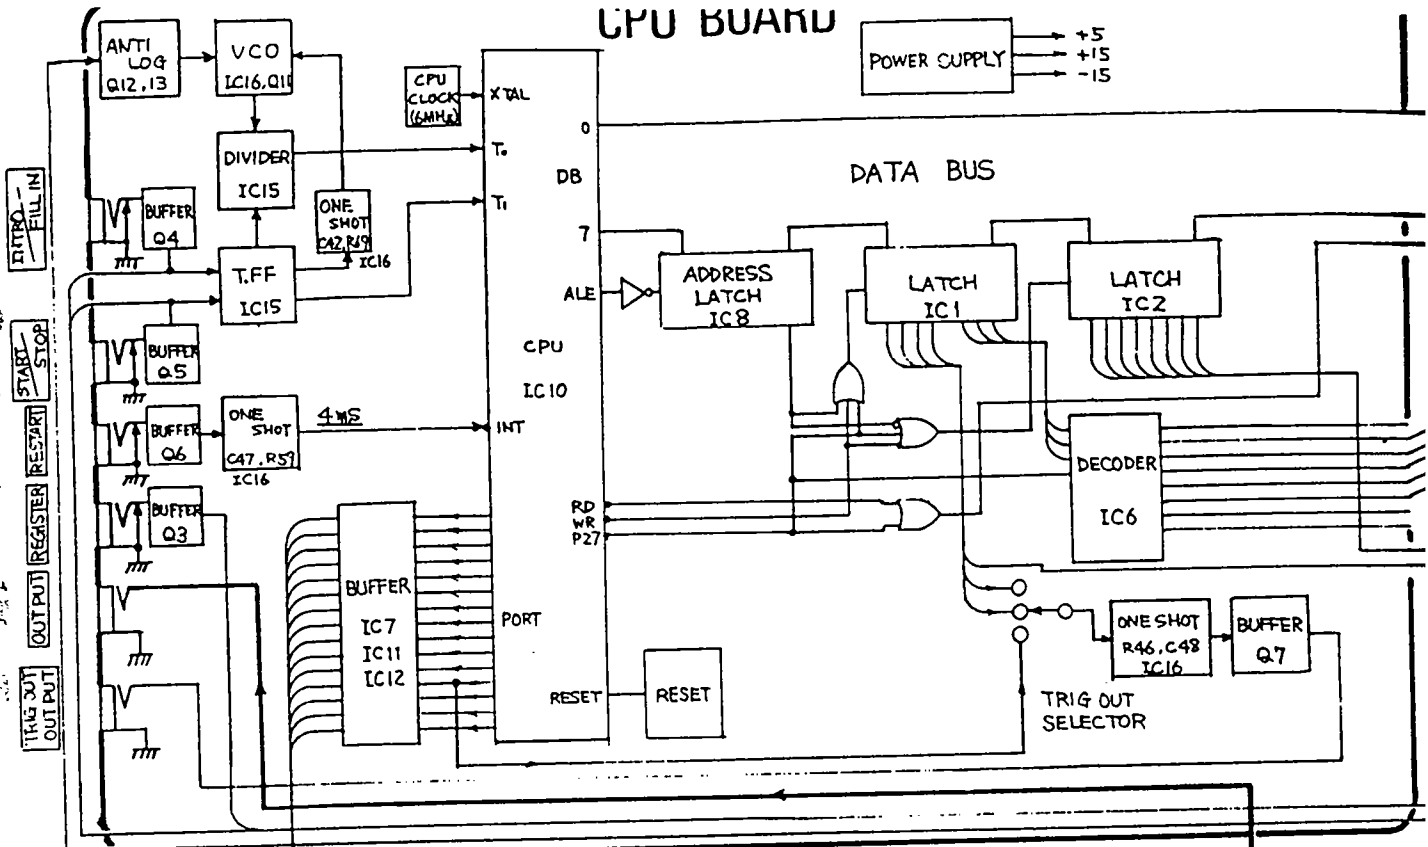 CPU BOARD
ANTI
LOG
Q12,13
VCO
IC16,Q11
CPU
CLOCK
(6MHz)
XTAL
POWER SUPPLY
+5
+15
-15
0
DIVIDER
IC15
T0
DB
DATA BUS
INTRO -
FILL IN
BUFFER
Q4
ONE
SHOT
C42,R69
IC16
T1
7
T.FF
IC15
ALE
ADDRESS
LATCH
IC8
LATCH
IC1
LATCH
IC2
START
STOP
BUFFER
Q5
CPU
IC10
RESTART
BUFFER
Q6
ONE
SHOT
C47,R59
IC16
4mS
INT
DECODER
IC6
REGISTER
BUFFER
Q3
RD
WR
P27
BUFFER
IC7
IC11
IC12
PORT
OUTPUT
ONE SHOT
R46,C48
IC16
BUFFER
Q7
TRIG OUT
OUTPUT
RESET
RESET
TRIG OUT
SELECTOR